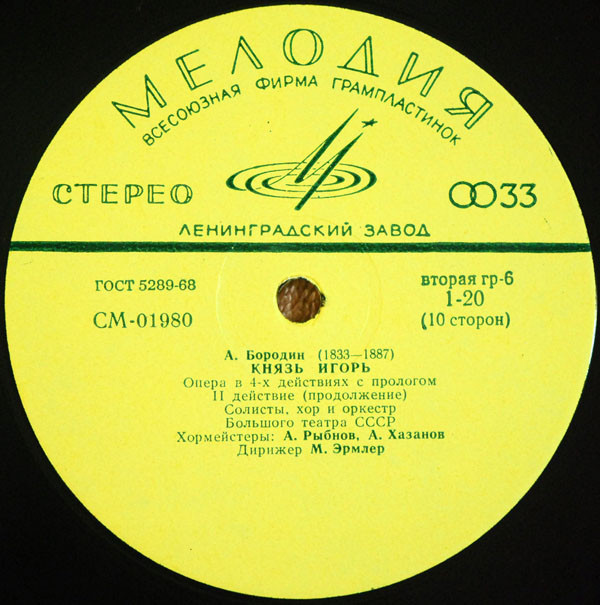 МЕЛОДИЯ
ВСЕСОЮЗНАЯ ФИРМА ГРАМПЛАСТИНОК
СТЕРЕО
33
ЛЕНИНГРАДСКИЙ ЗАВОД
ГОСТ 5289-68
СМ-01980
вторая гр-6
1-20
(10 сторон)
А. Бородин (1833—1887)
КНЯЗЬ ИГОРЬ
Опера в 4-х действиях с прологом
II действие (продолжение)
Солисты, хор и оркестр
Большого театра СССР
Хормейстеры: А. Рыбнов, А. Хазанов
Дирижер М. Эрмлер